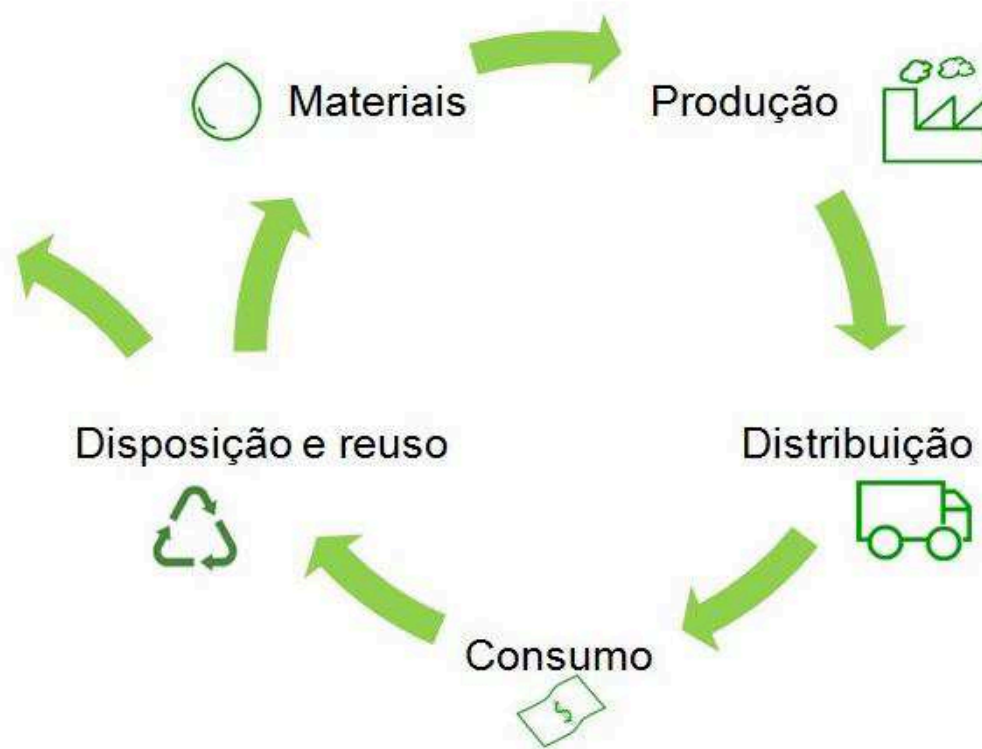 Materiais
Produção
Distribuição
Consumo
$
Disposição e reuso